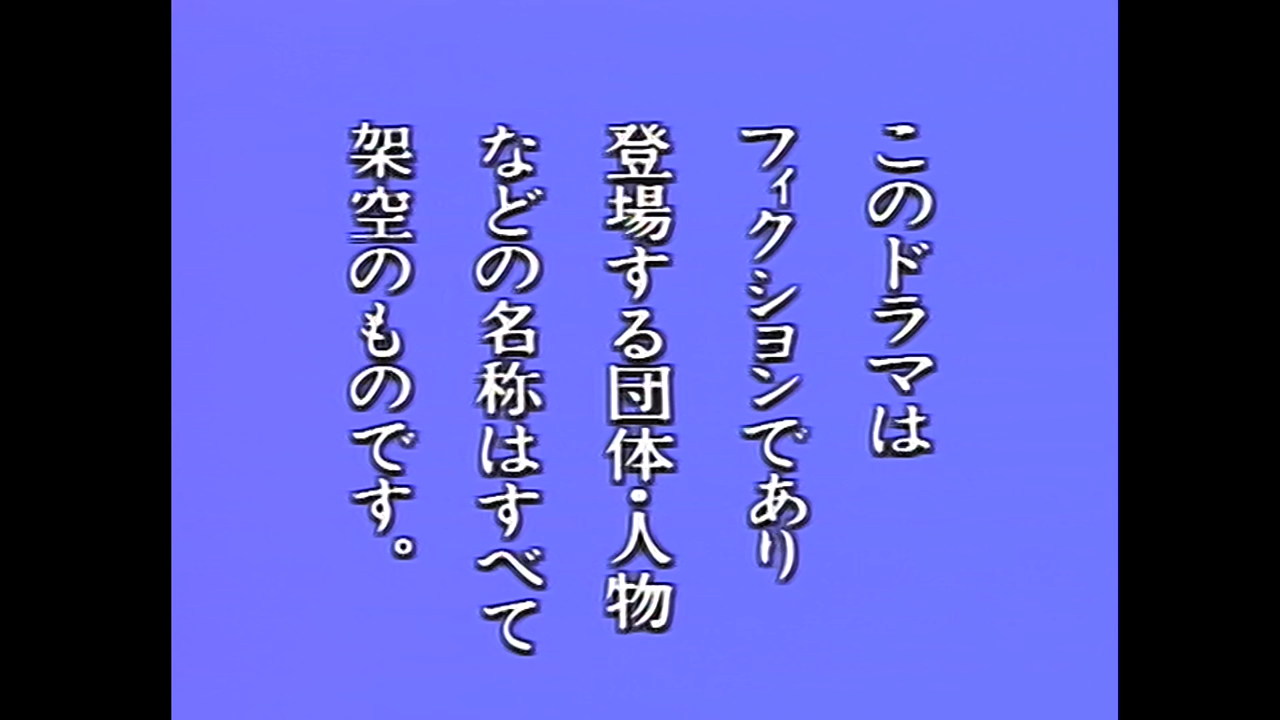 このドラマは
フィクションであり
登場する団体・人物
などの名称はすべて
架空のものです。